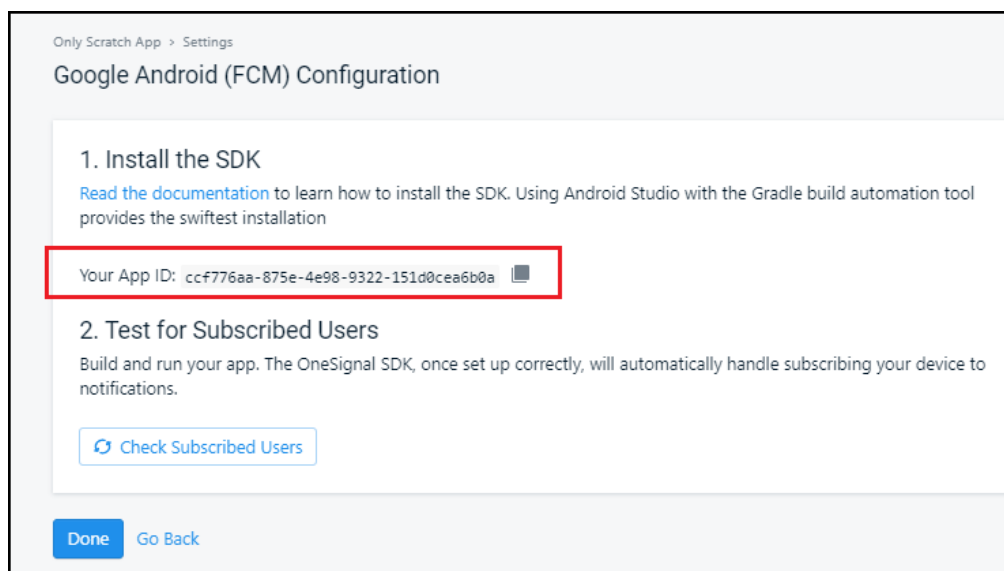 Only Scratch App > Settings
Google Android (FCM) Configuration
1. Install the SDK
Read the documentation to learn how to install the SDK. Using Android Studio with the Gradle build automation tool
provides the swiftest installation
Your App ID: ccf776aa-875e-4e98-9322-151d0cea6b0a
2. Test for Subscribed Users
Build and run your app. The OneSignal SDK, once set up correctly, will automatically handle subscribing your device to
notifications.
Check Subscribed Users
Done Go Back